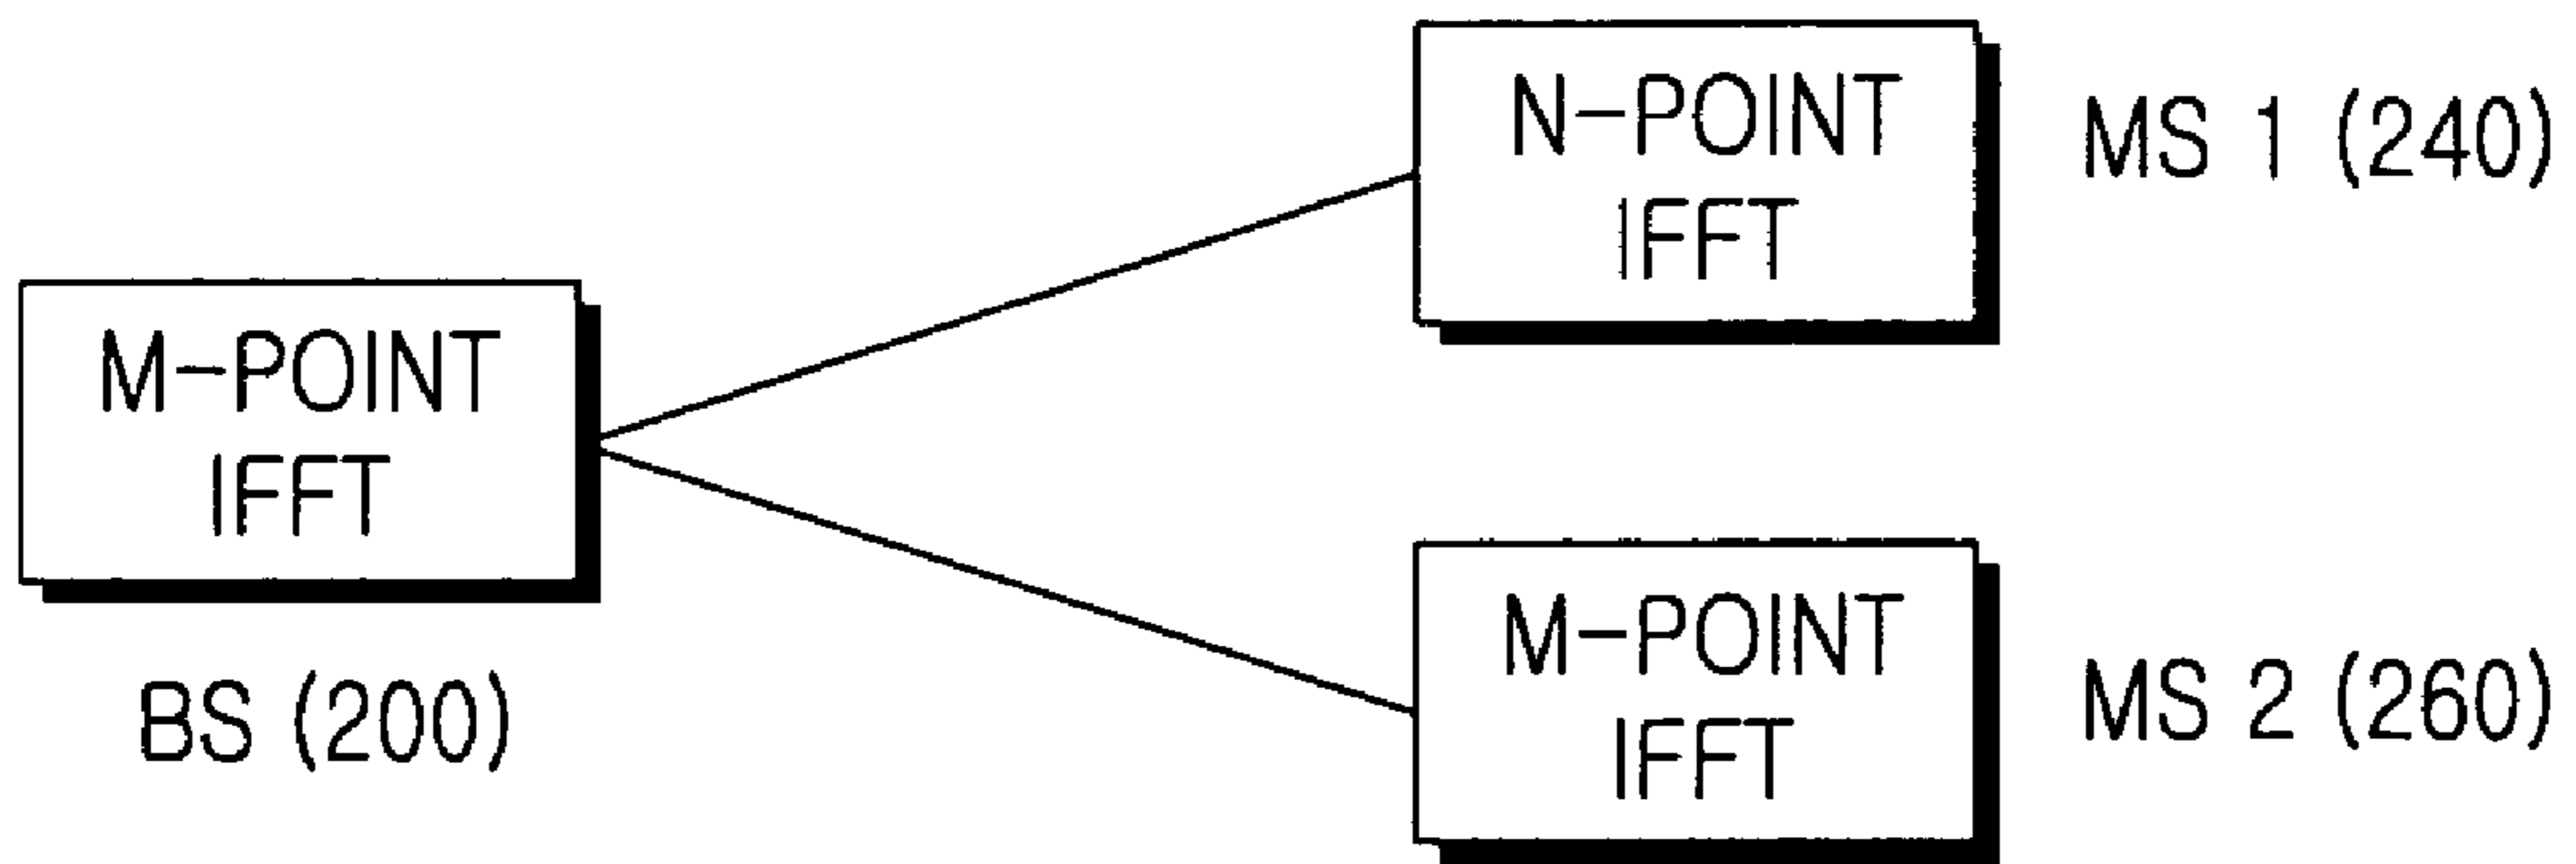 N-POINT
IFFT
MS 1 (240)
M-POINT
IFFT
BS (200)
M-POINT
IFFT
MS 2 (260)